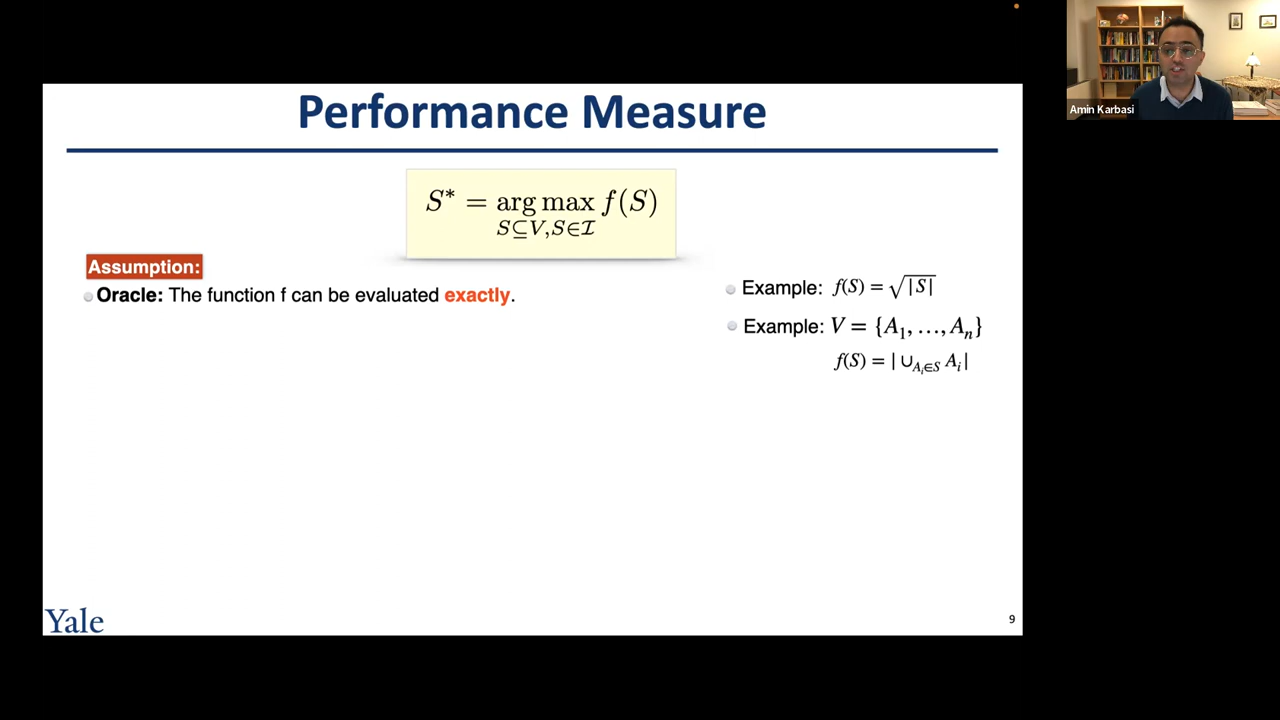 Performance Measure
S* = arg max f(S)
S⊆V,S∈ℐ
Assumption:
Oracle: The function f can be evaluated exactly.
Example: f(S) = √|S|
Example: V = {A₁, …, Aₙ}
f(S) = | ∪_{Aᵢ∈S} Aᵢ|
Yale
9
Amin Karbasi